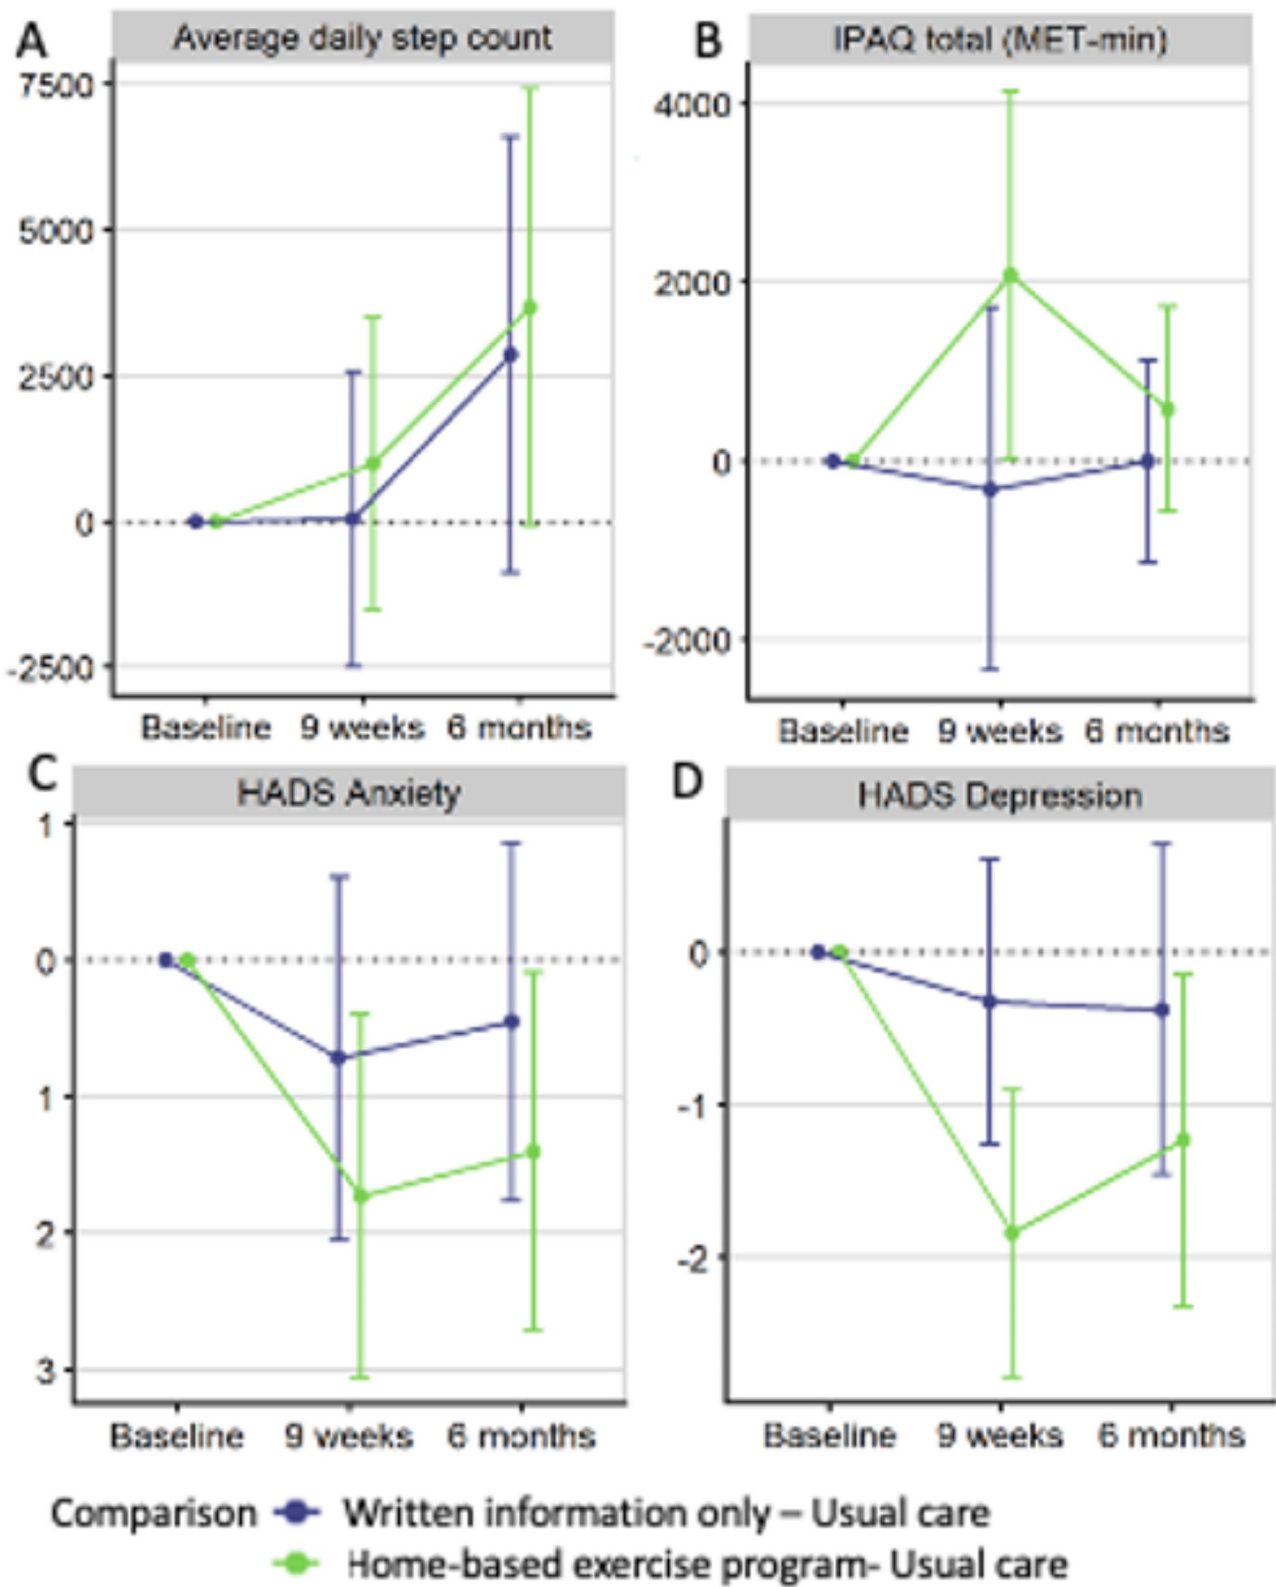 A
Average daily step count
7500
5000
2500
0
-2500
Baseline 9 weeks 6 months
B
IPAQ total (MET-min)
4000
2000
0
-2000
Baseline 9 weeks 6 months
C
HADS Anxiety
1
0
1
2
3
Baseline 9 weeks 6 months
D
HADS Depression
0
-1
-2
Baseline 9 weeks 6 months
Comparison Written information only – Usual care
Home-based exercise program- Usual care